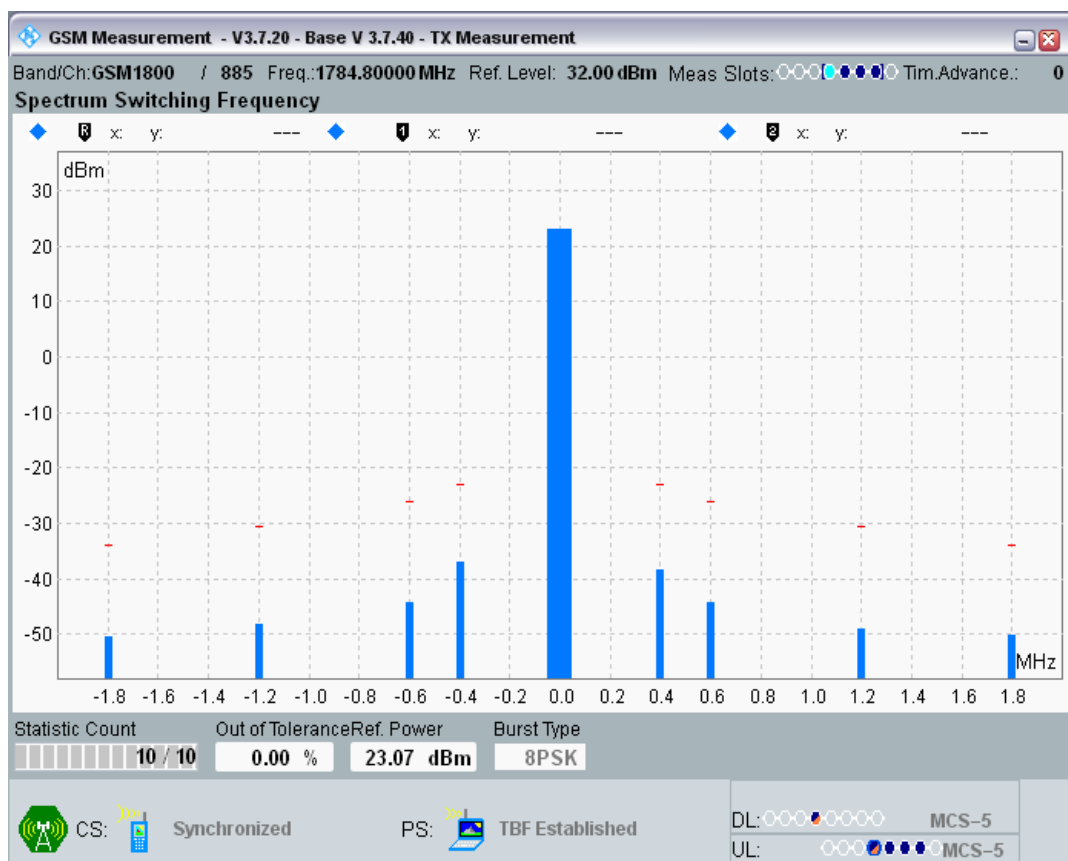 GSM Measurement - V3.7.20 - Base V 3.7.40 - TX Measurement
Band/Ch:GSM1800 / 885 Freq.:1784.80000 MHz Ref. Level: 32.00 dBm Meas Slots: Tim.Advance.: 0
Spectrum Switching Frequency
R x: y: --- 1 x: y: --- 2 x: y: ---
dBm
30
20
10
0
-10
-20
-30
-40
-50
MHz
-1.8 -1.6 -1.4 -1.2 -1.0 -0.8 -0.6 -0.4 -0.2 0.0 0.2 0.4 0.6 0.8 1.0 1.2 1.4 1.6 1.8
Statistic Count Out of Tolerance Ref. Power Burst Type
10 / 10 0.00 % 23.07 dBm 8PSK
CS: Synchronized PS: TBF Established DL: MCS-5
UL: MCS-5